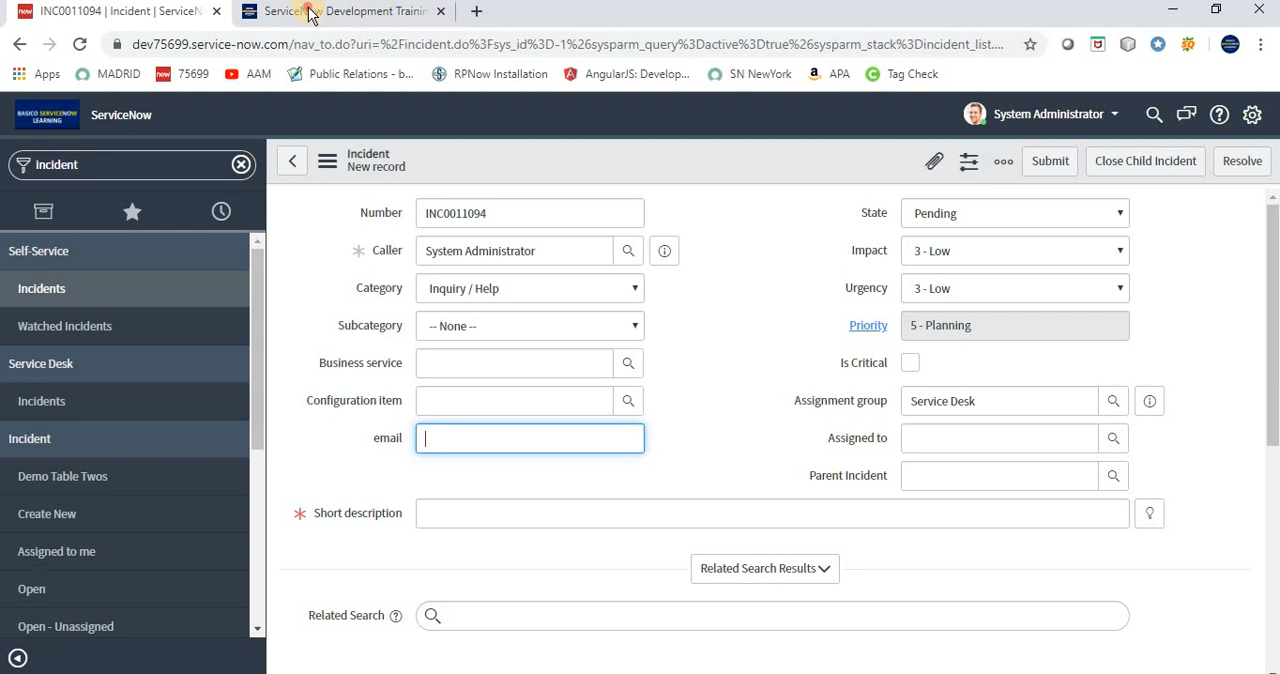 INC0011094 | Incident | ServiceN
Development Trainin
dev75699.service-now.com/nav_to.do?uri=%2Fincident.do%3Fsys_id%3D-1%26sysparm_query%3Dactive%3Dtrue%26sysparm_stack%3Dincident_list....
Apps
MADRID
now 75699
AAM
Public Relations - b...
RPNow Installation
AngularJS: Develop...
SN NewYork
APA
Tag Check
BASICO SERVICENOW
LEARNING
ServiceNow
System Administrator
Incident
Incident
New record
Submit
Close Child Incident
Resolve
Self-Service
Incidents
Watched Incidents
Service Desk
Incidents
Incident
Demo Table Twos
Create New
Assigned to me
Open
Open - Unassigned
Number INC0011094
Caller System Administrator
Category Inquiry / Help
Subcategory -- None --
Business service
Configuration item
email
State Pending
Impact 3 - Low
Urgency 3 - Low
Priority 5 - Planning
Is Critical
Assignment group Service Desk
Assigned to
Parent Incident
Short description
Related Search Results
Related Search